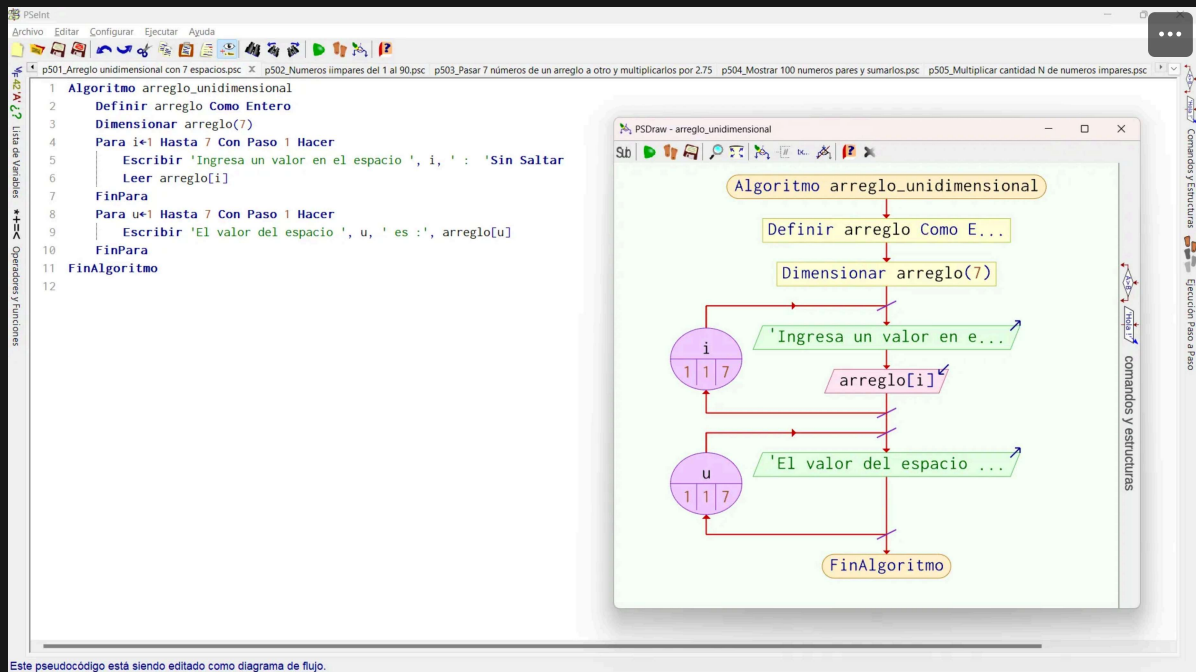 PSeInt
Archivo Editar Configurar Ejecutar Ayuda
p501_Arreglo unidimensional con 7 espacios.psc X p502_Numeros iimpares del 1 al 90.psc p503_Pasar 7 números de un arreglo a otro y multiplicarlos por 2.75 p504_Mostrar 100 numeros pares y sumarlos.psc p505_Multiplicar cantidad N de numeros impares.psc
1 Algoritmo arreglo_unidimensional
2 Definir arreglo Como Entero
3 Dimensionar arreglo(7)
4 Para i←1 Hasta 7 Con Paso 1 Hacer
5 Escribir 'Ingresa un valor en el espacio ', i, ' : 'Sin Saltar
6 Leer arreglo[i]
7 FinPara
8 Para u←1 Hasta 7 Con Paso 1 Hacer
9 Escribir 'El valor del espacio ', u, ' es :', arreglo[u]
10 FinPara
11 FinAlgoritmo
12
Lista de Variables
*+=< Operadores y Funciones
PSDraw - arreglo_unidimensional
Sub
Algoritmo arreglo_unidimensional
Definir arreglo Como E...
Dimensionar arreglo(7)
'Ingresa un valor en e...
i
1 1 7
arreglo[i]
'El valor del espacio ...
u
1 1 7
FinAlgoritmo
A>B
"Hola !"
comandos y estructuras
Comandos y Estructuras
Ejecución Paso a Paso
Este pseudocódigo está siendo editado como diagrama de flujo.